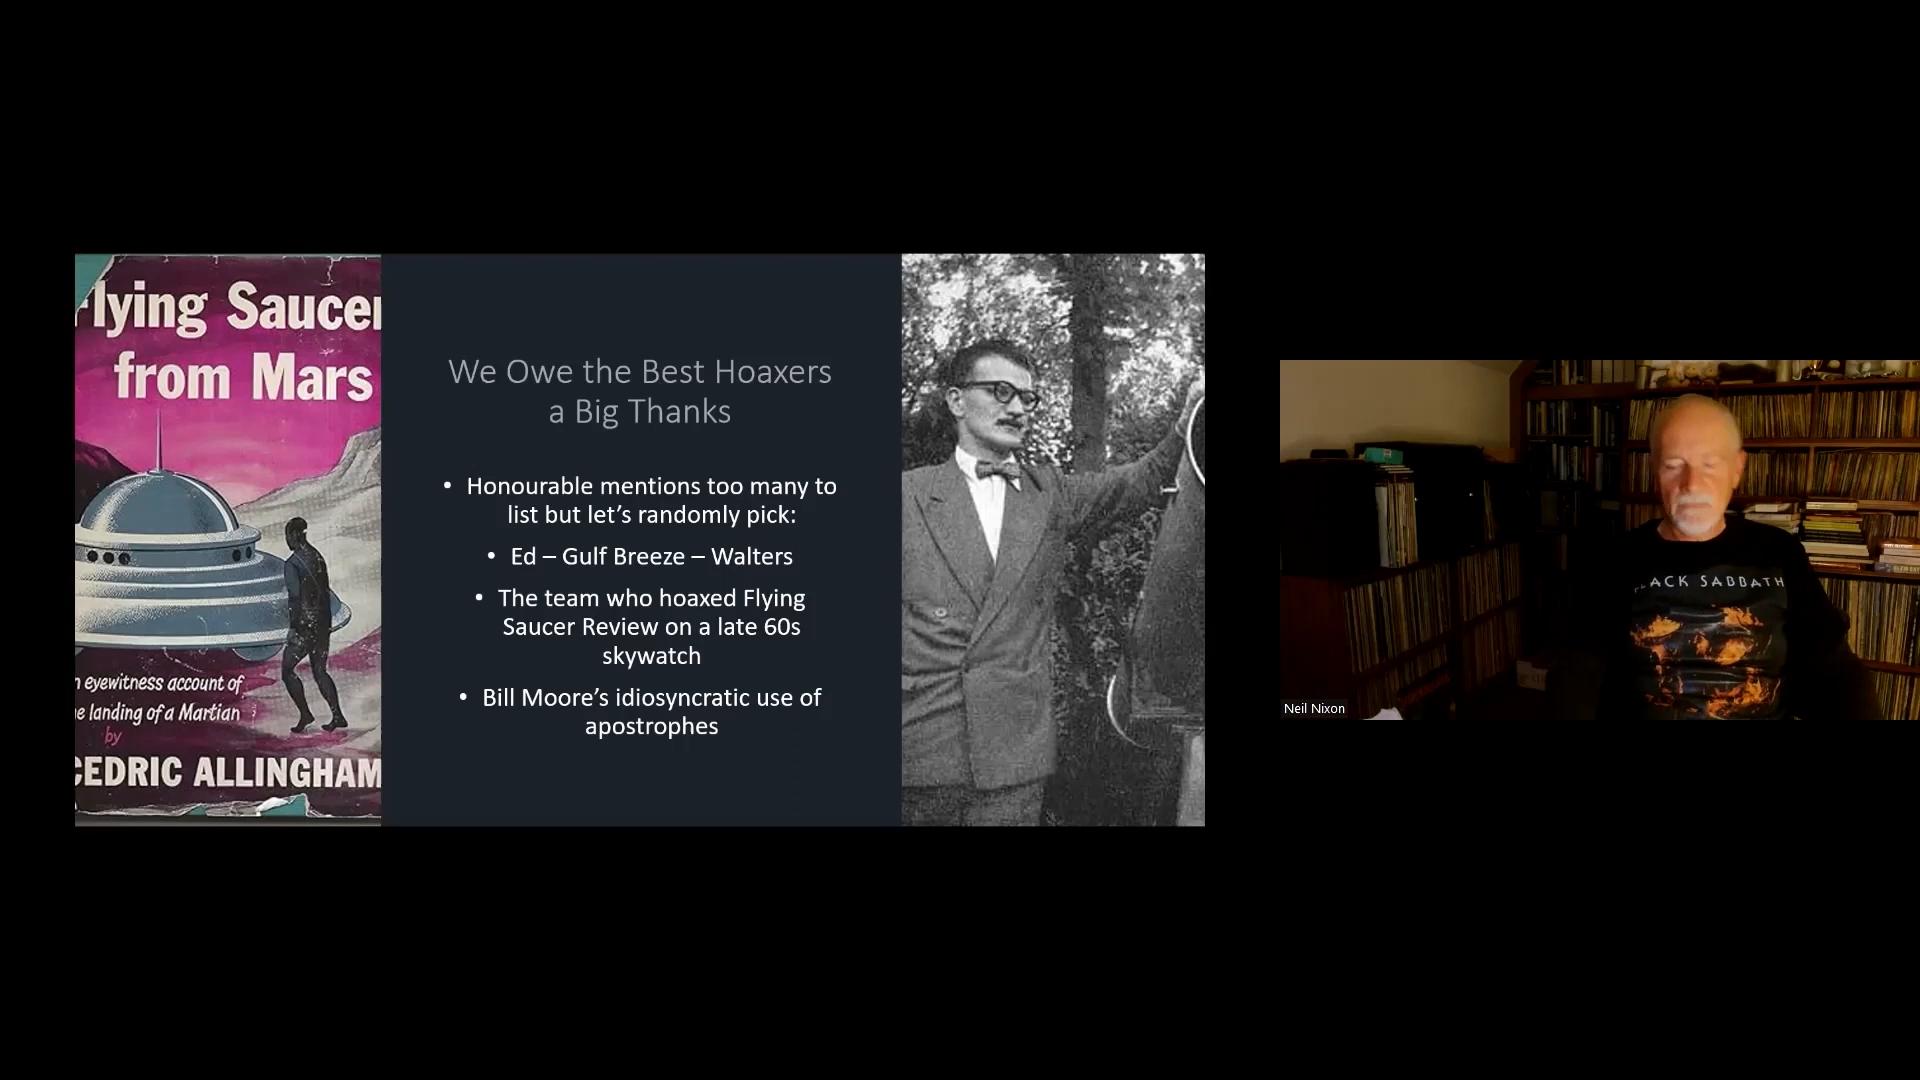 Flying Saucer
from Mars
n eyewitness account of
e landing of a Martian
by
CEDRIC ALLINGHAM
We Owe the Best Hoaxers
a Big Thanks
• Honourable mentions too many to
list but let's randomly pick:
• Ed – Gulf Breeze – Walters
• The team who hoaxed Flying
Saucer Review on a late 60s
skywatch
• Bill Moore's idiosyncratic use of
apostrophes
BLACK SABBATH
Neil Nixon